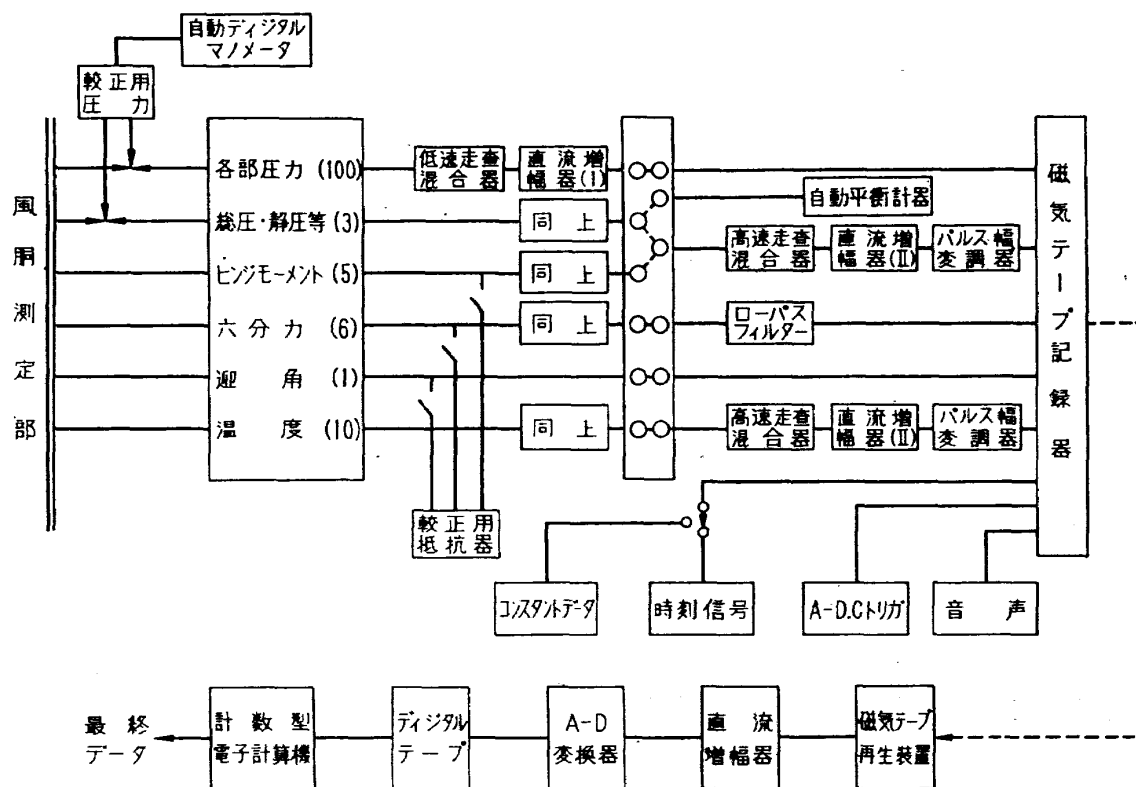 自動ディジタル
マノメータ
較正用
圧力
風胴測定部
各部圧力(100)
総圧・静圧等(3)
ヒンジモーメント(5)
六分力(6)
迎角(1)
温度(10)
低速走査
混合器
直流増
幅器(I)
同上
同上
同上
同上
較正用
抵抗器
自動平衡計器
高速走査
混合器
直流増
幅器(II)
パルス幅
変調器
ローパス
フィルター
高速走査
混合器
直流増
幅器(II)
パルス幅
変調器
磁気テープ記録器
コンスタントデータ
時刻信号
A-D.Cトリガ
音声
最終
データ
計数型
電子計算機
ディジタル
テープ
A-D
変換器
直流
増幅器
磁気テープ
再生装置